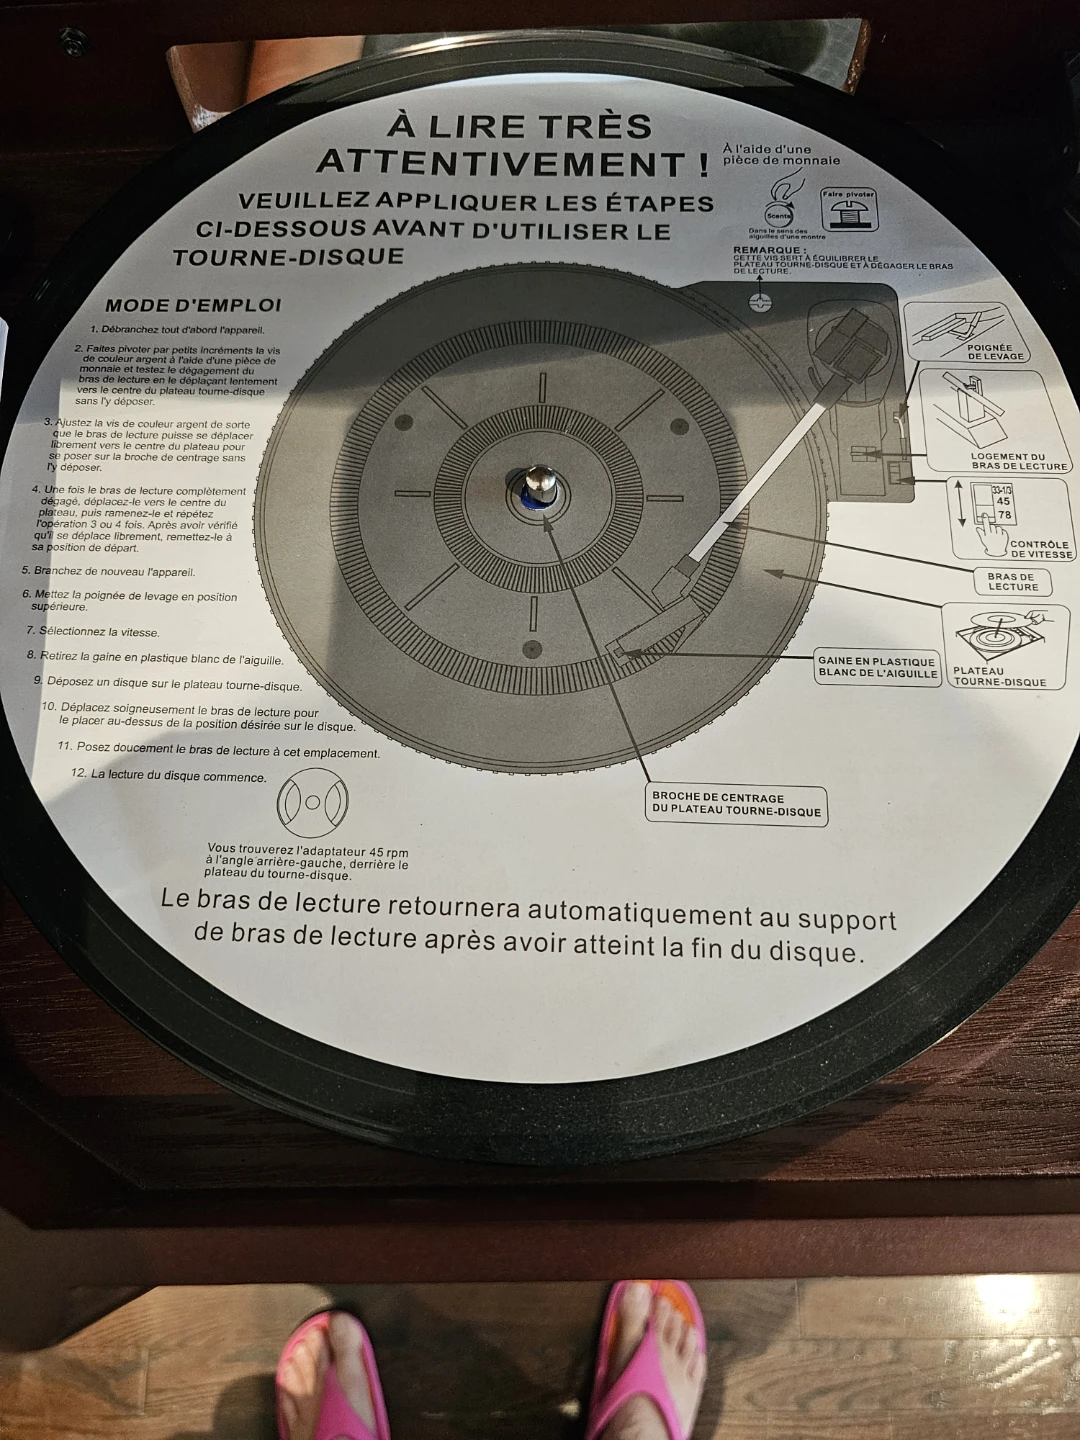 À LIRE TRÈS
ATTENTIVEMENT !
VEUILLEZ APPLIQUER LES ÉTAPES
CI-DESSOUS AVANT D'UTILISER LE
TOURNE-DISQUE
À l'aide d'une
pièce de monnaie
5cents
Faire pivoter
Dans le sens des
aiguilles d'une montre
REMARQUE :
CETTE VIS SERT À ÉQUILIBRER LE
PLATEAU TOURNE-DISQUE ET À DÉGAGER LE BRAS
DE LECTURE.
MODE D'EMPLOI
1. Débranchez tout d'abord l'appareil.
2. Faites pivoter par petits incréments la vis
de couleur argent à l'aide d'une pièce de
monnaie et testez le dégagement du
bras de lecture en le déplaçant lentement
vers le centre du plateau tourne-disque
sans l'y déposer.
3. Ajustez la vis de couleur argent de sorte
que le bras de lecture puisse se déplacer
librement vers le centre du plateau pour
se poser sur la broche de centrage sans
l'y déposer.
4. Une fois le bras de lecture complètement
dégagé, déplacez-le vers le centre du
plateau, puis ramenez-le et répétez
l'opération 3 ou 4 fois. Après avoir vérifié
qu'il se déplace librement, remettez-le à
sa position de départ.
5. Branchez de nouveau l'appareil.
6. Mettez la poignée de levage en position
supérieure.
7. Sélectionnez la vitesse.
8. Retirez la gaine en plastique blanc de l'aiguille.
9. Déposez un disque sur le plateau tourne-disque.
10. Déplacez soigneusement le bras de lecture pour
le placer au-dessus de la position désirée sur le disque.
11. Posez doucement le bras de lecture à cet emplacement.
12. La lecture du disque commence.
POIGNÉE
DE LEVAGE
LOGEMENT DU
BRAS DE LECTURE
33-1/3
45
78
CONTRÔLE
DE VITESSE
BRAS DE
LECTURE
PLATEAU
TOURNE-DISQUE
GAINE EN PLASTIQUE
BLANC DE L'AIGUILLE
BROCHE DE CENTRAGE
DU PLATEAU TOURNE-DISQUE
Vous trouverez l'adaptateur 45 rpm
à l'angle arrière-gauche, derrière le
plateau du tourne-disque.
Le bras de lecture retournera automatiquement au support
de bras de lecture après avoir atteint la fin du disque.